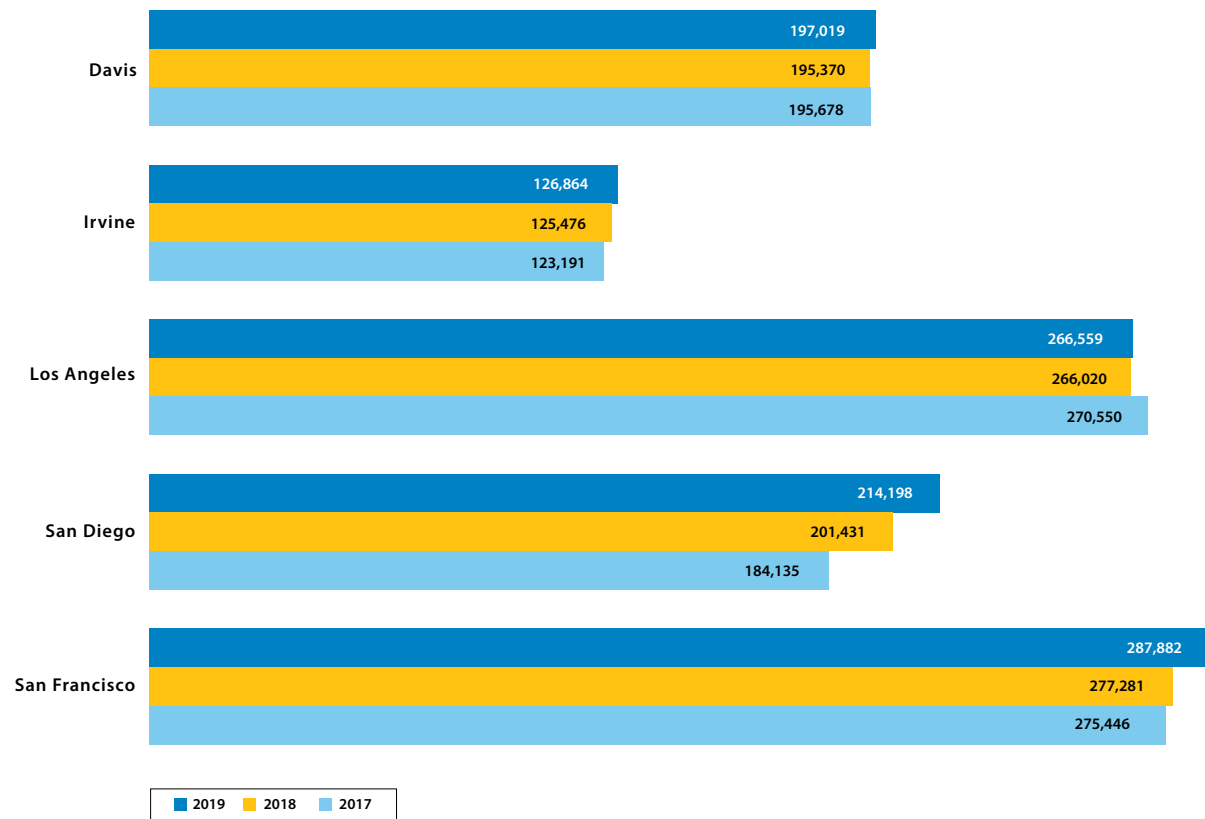 197,019
Davis
195,370
195,678
126,864
Irvine
125,476
123,191
266,559
Los Angeles
266,020
270,550
214,198
San Diego
201,431
184,135
287,882
San Francisco
277,281
275,446
2019 2018 2017